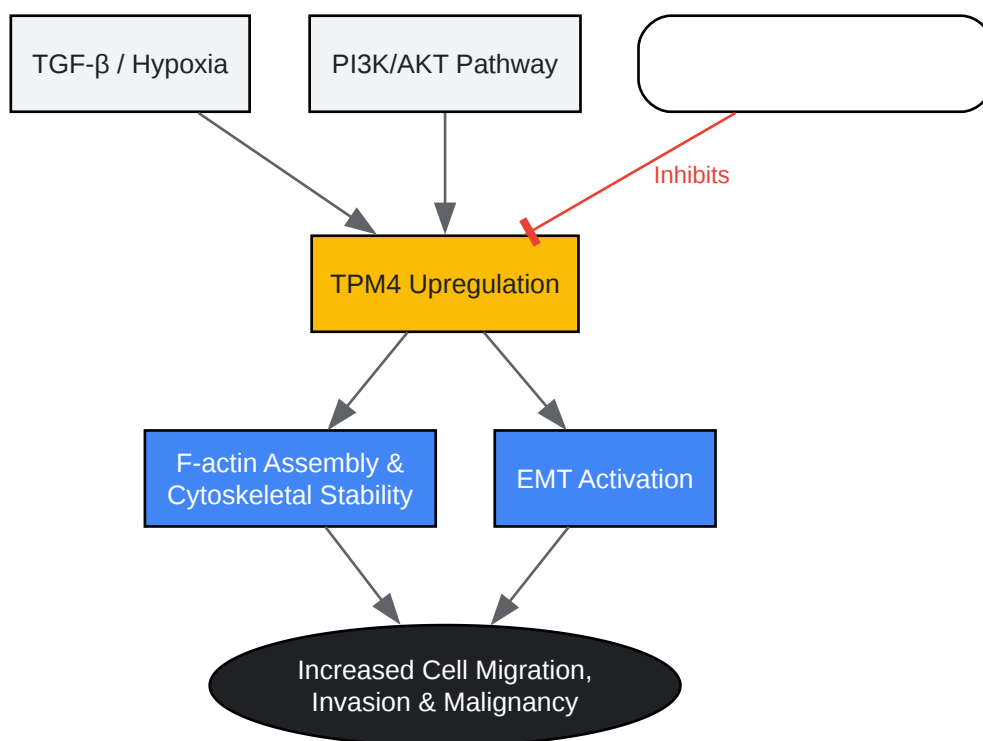 TGF-β / Hypoxia
PI3K/AKT Pathway
Inhibits
TPM4 Upregulation
F-actin Assembly &
Cytoskeletal Stability
EMT Activation
Increased Cell Migration,
Invasion & Malignancy